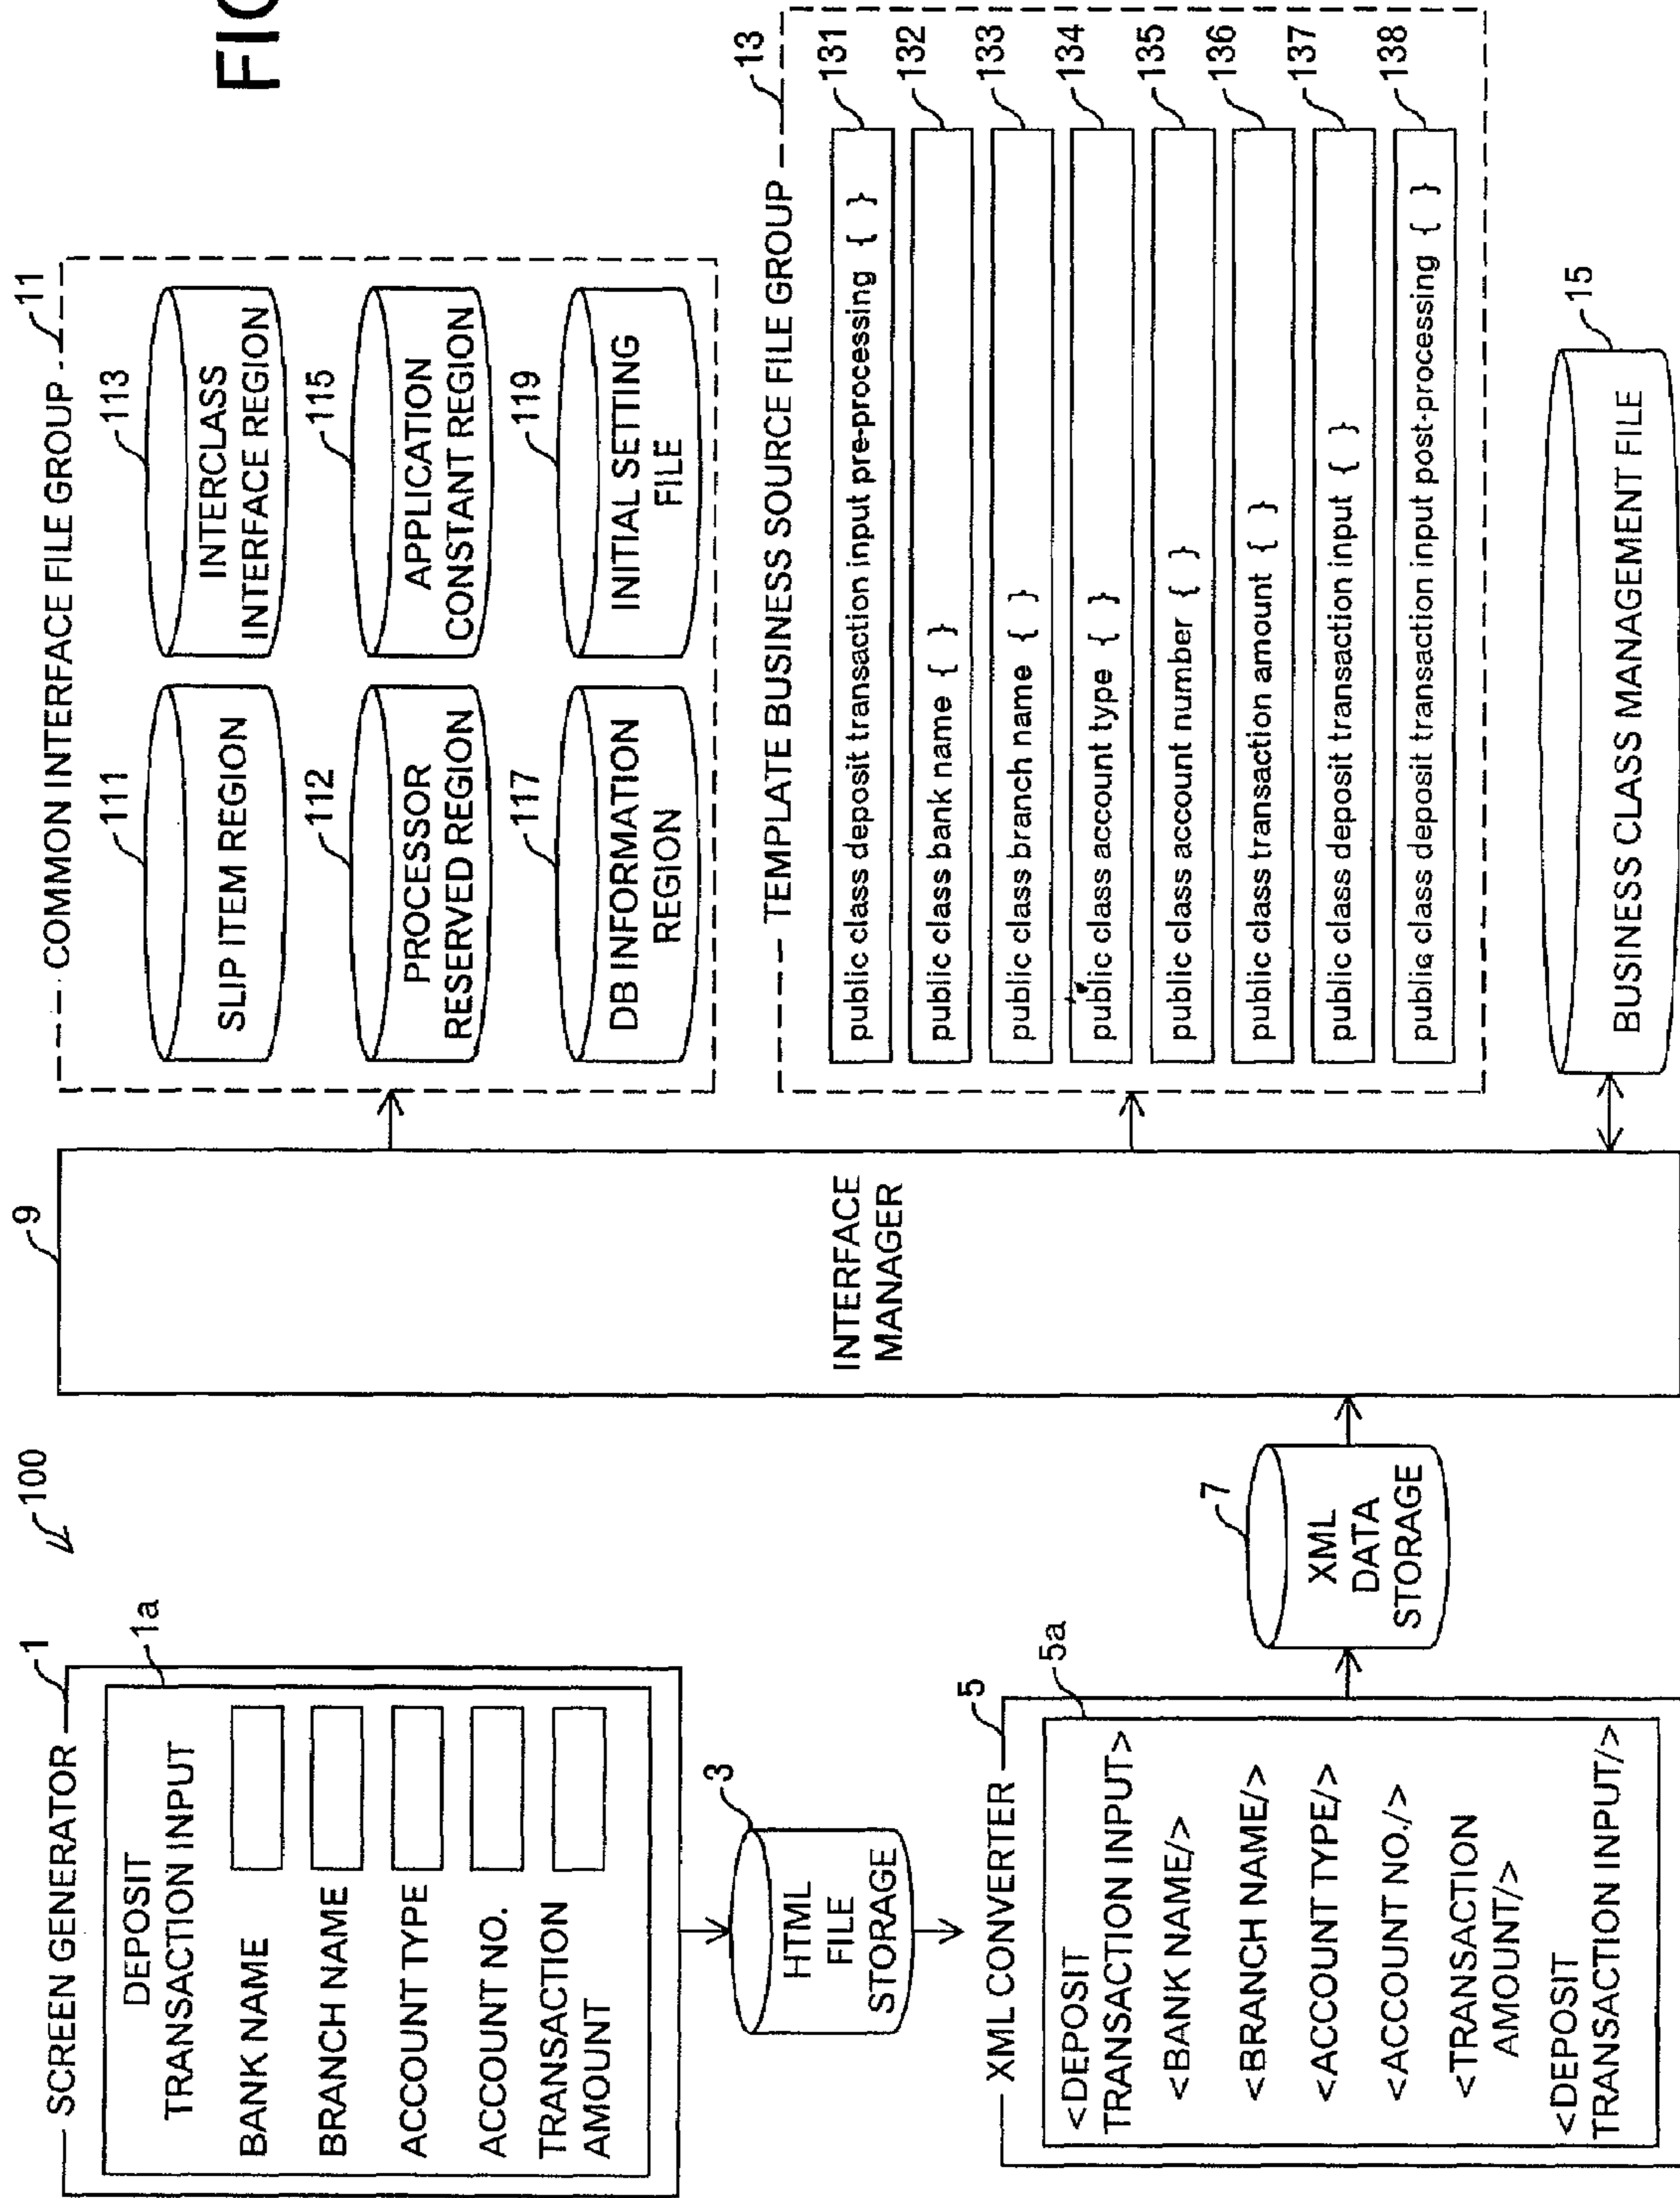 FIG
100
SCREEN GENERATOR
1
1a
DEPOSIT
TRANSACTION INPUT
BANK NAME
BRANCH NAME
ACCOUNT TYPE
ACCOUNT NO.
TRANSACTION
AMOUNT
3
HTML
FILE
STORAGE
XML CONVERTER
5
5a
<DEPOSIT
TRANSACTION INPUT>
<BANK NAME/>
<BRANCH NAME/>
<ACCOUNT TYPE/>
<ACCOUNT NO./>
<TRANSACTION
AMOUNT/>
<DEPOSIT
TRANSACTION INPUT/>
7
XML
DATA
STORAGE
9
INTERFACE
MANAGER
COMMON INTERFACE FILE GROUP
11
111
SLIP ITEM REGION
113
INTERCLASS
INTERFACE REGION
112
PROCESSOR
RESERVED REGION
115
APPLICATION
CONSTANT REGION
117
DB INFORMATION
REGION
119
INITIAL SETTING
FILE
TEMPLATE BUSINESS SOURCE FILE GROUP
13
public class deposit transaction input pre-processing { }
131
public class bank name { }
132
public class branch name { }
133
public class account type { }
134
public class account number { }
135
public class transaction amount { }
136
public class deposit transaction input { }
137
public class deposit transaction input post-processing { }
138
15
BUSINESS CLASS MANAGEMENT FILE